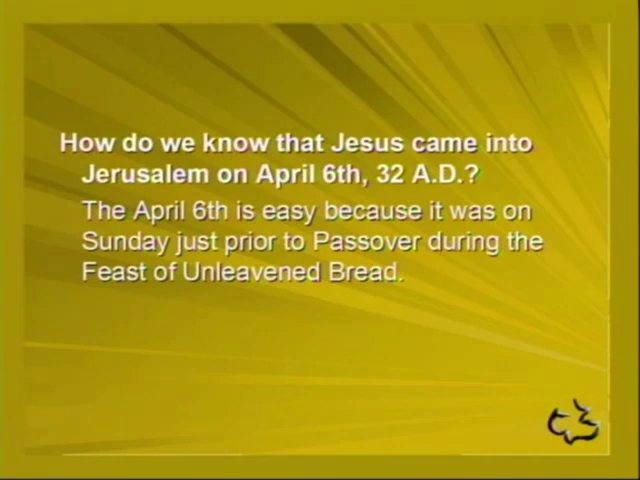 How do we know that Jesus came into
Jerusalem on April 6th, 32 A.D.?
The April 6th is easy because it was on
Sunday just prior to Passover during the
Feast of Unleavened Bread.